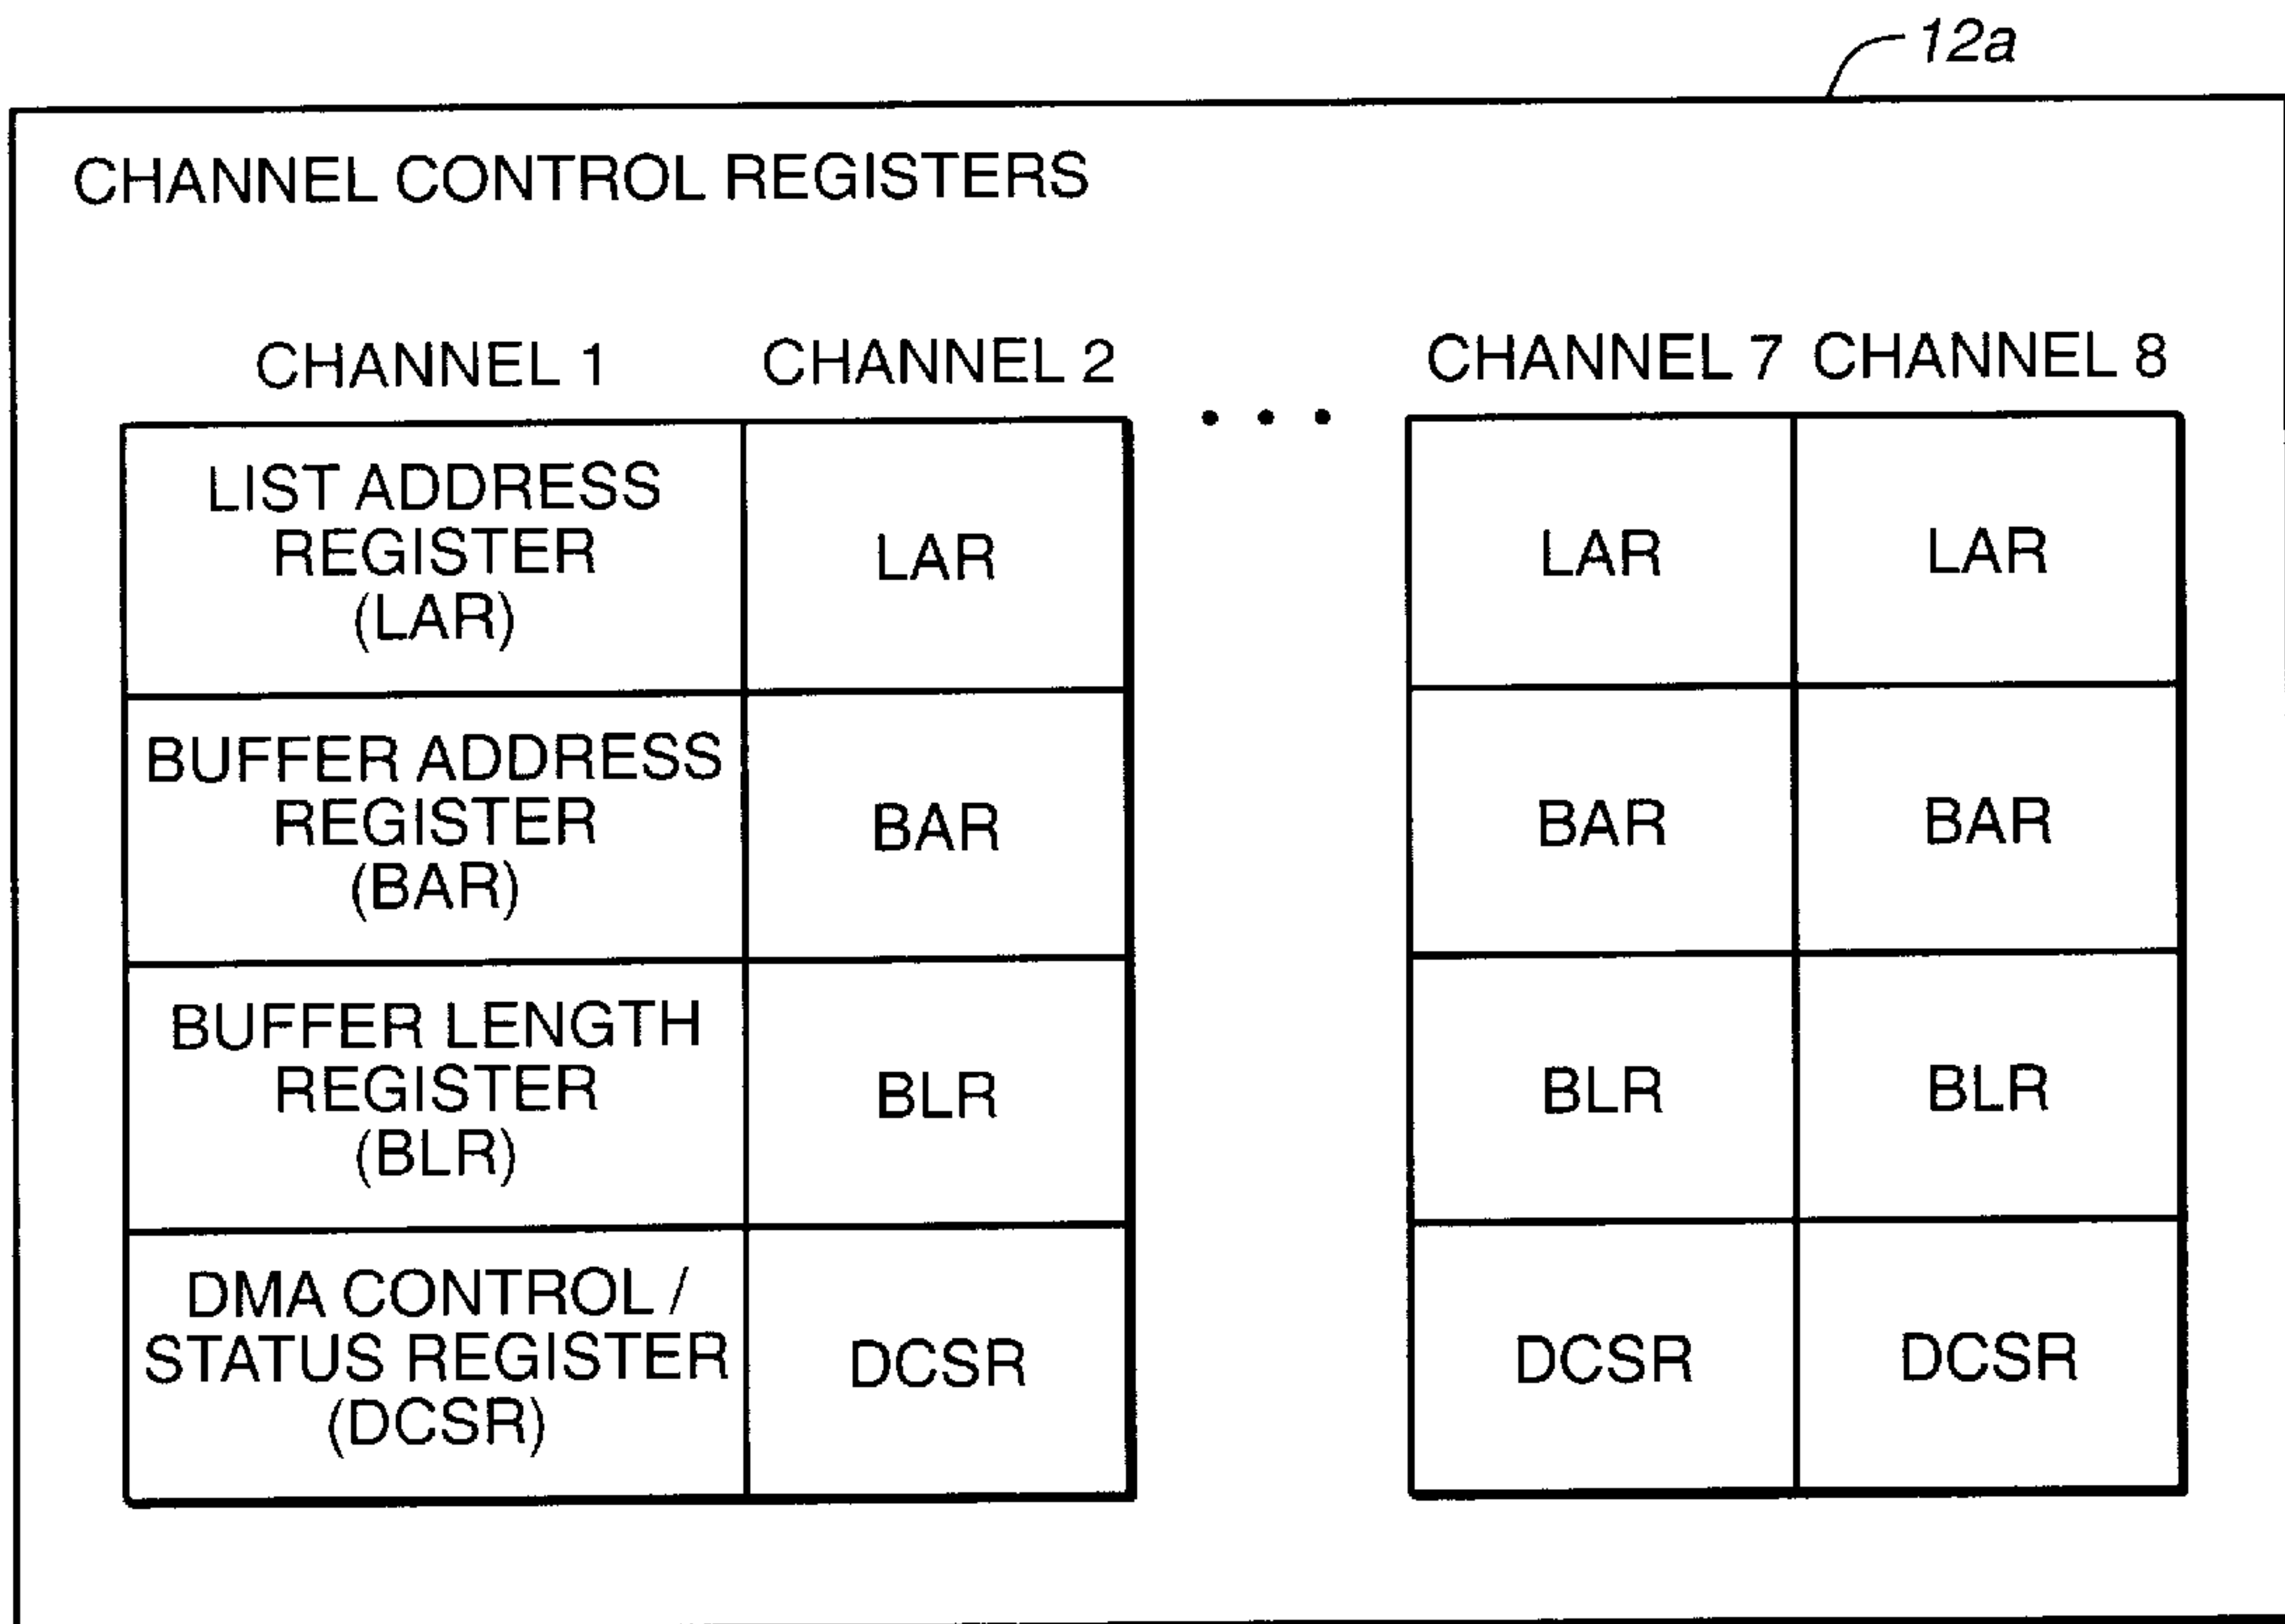 12a
CHANNEL CONTROL REGISTERS
CHANNEL 1
CHANNEL 2
• • •
CHANNEL 7
CHANNEL 8
LIST ADDRESS
REGISTER
(LAR)
LAR
LAR
LAR
BUFFER ADDRESS
REGISTER
(BAR)
BAR
BAR
BAR
BUFFER LENGTH
REGISTER
(BLR)
BLR
BLR
BLR
DMA CONTROL /
STATUS REGISTER
(DCSR)
DCSR
DCSR
DCSR